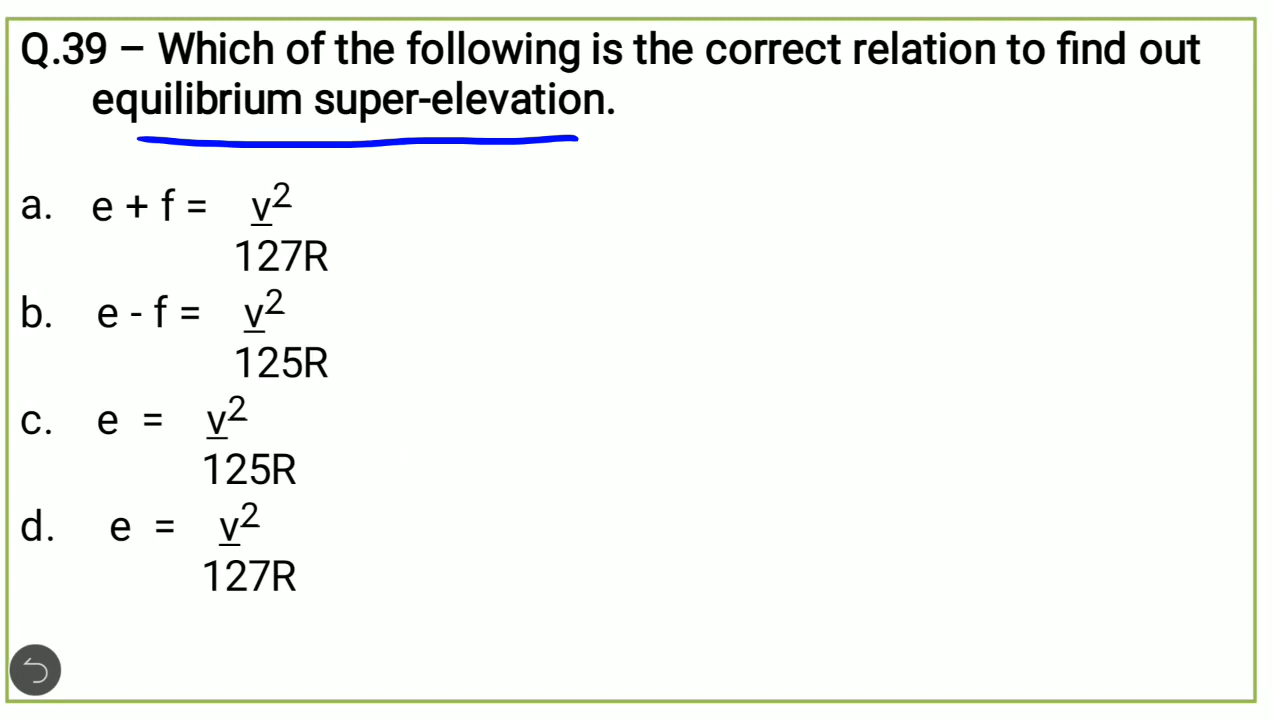 Q.39 – Which of the following is the correct relation to find out
equilibrium super-elevation.
a. e + f = v²
127R
b. e - f = v²
125R
c. e = v²
125R
d. e = v²
127R